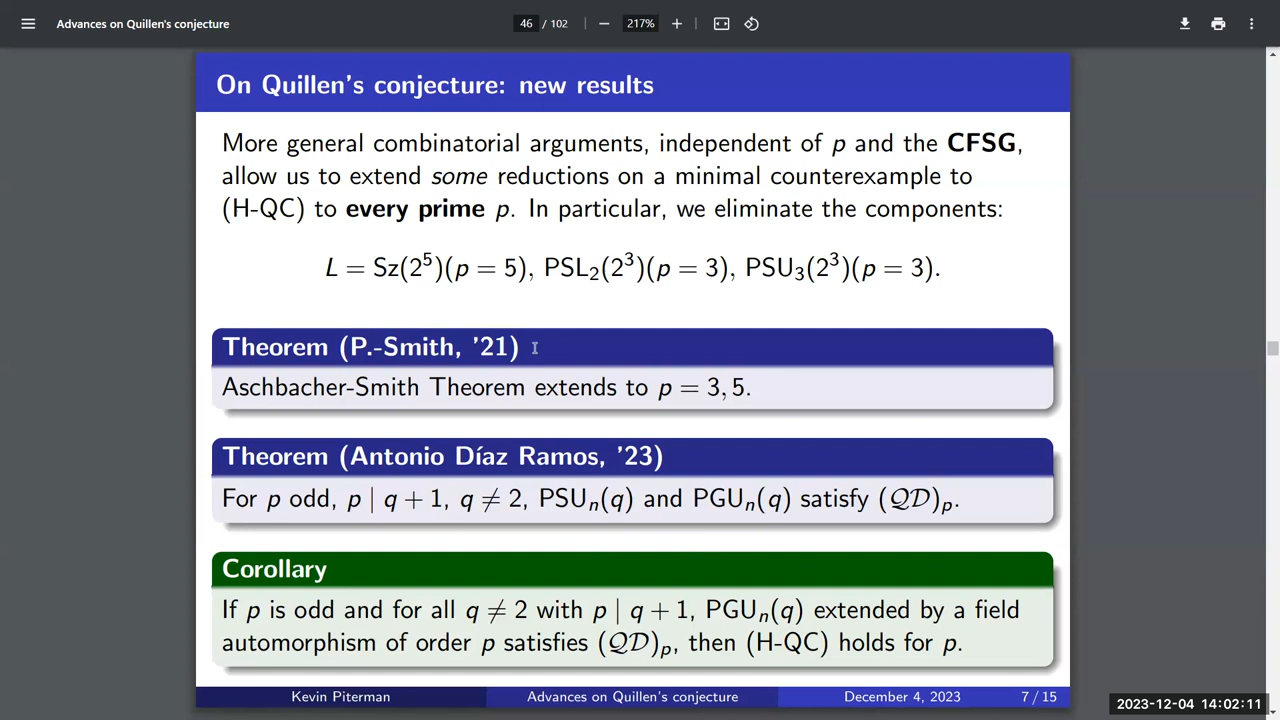 Advances on Quillen's conjecture
46 / 102
217%
On Quillen's conjecture: new results
More general combinatorial arguments, independent of p and the CFSG,
allow us to extend some reductions on a minimal counterexample to
(H-QC) to every prime p. In particular, we eliminate the components:
L = Sz(2⁵)(p = 5), PSL₂(2³)(p = 3), PSU₃(2³)(p = 3).
Theorem (P.-Smith, '21)
Aschbacher-Smith Theorem extends to p = 3, 5.
Theorem (Antonio Díaz Ramos, '23)
For p odd, p | q + 1, q ≠ 2, PSUₙ(q) and PGUₙ(q) satisfy (𝒬𝒟)ₚ.
Corollary
If p is odd and for all q ≠ 2 with p | q + 1, PGUₙ(q) extended by a field
automorphism of order p satisfies (𝒬𝒟)ₚ, then (H-QC) holds for p.
Kevin Piterman
Advances on Quillen's conjecture
December 4, 2023
7 / 15
2023-12-04 14:02:11